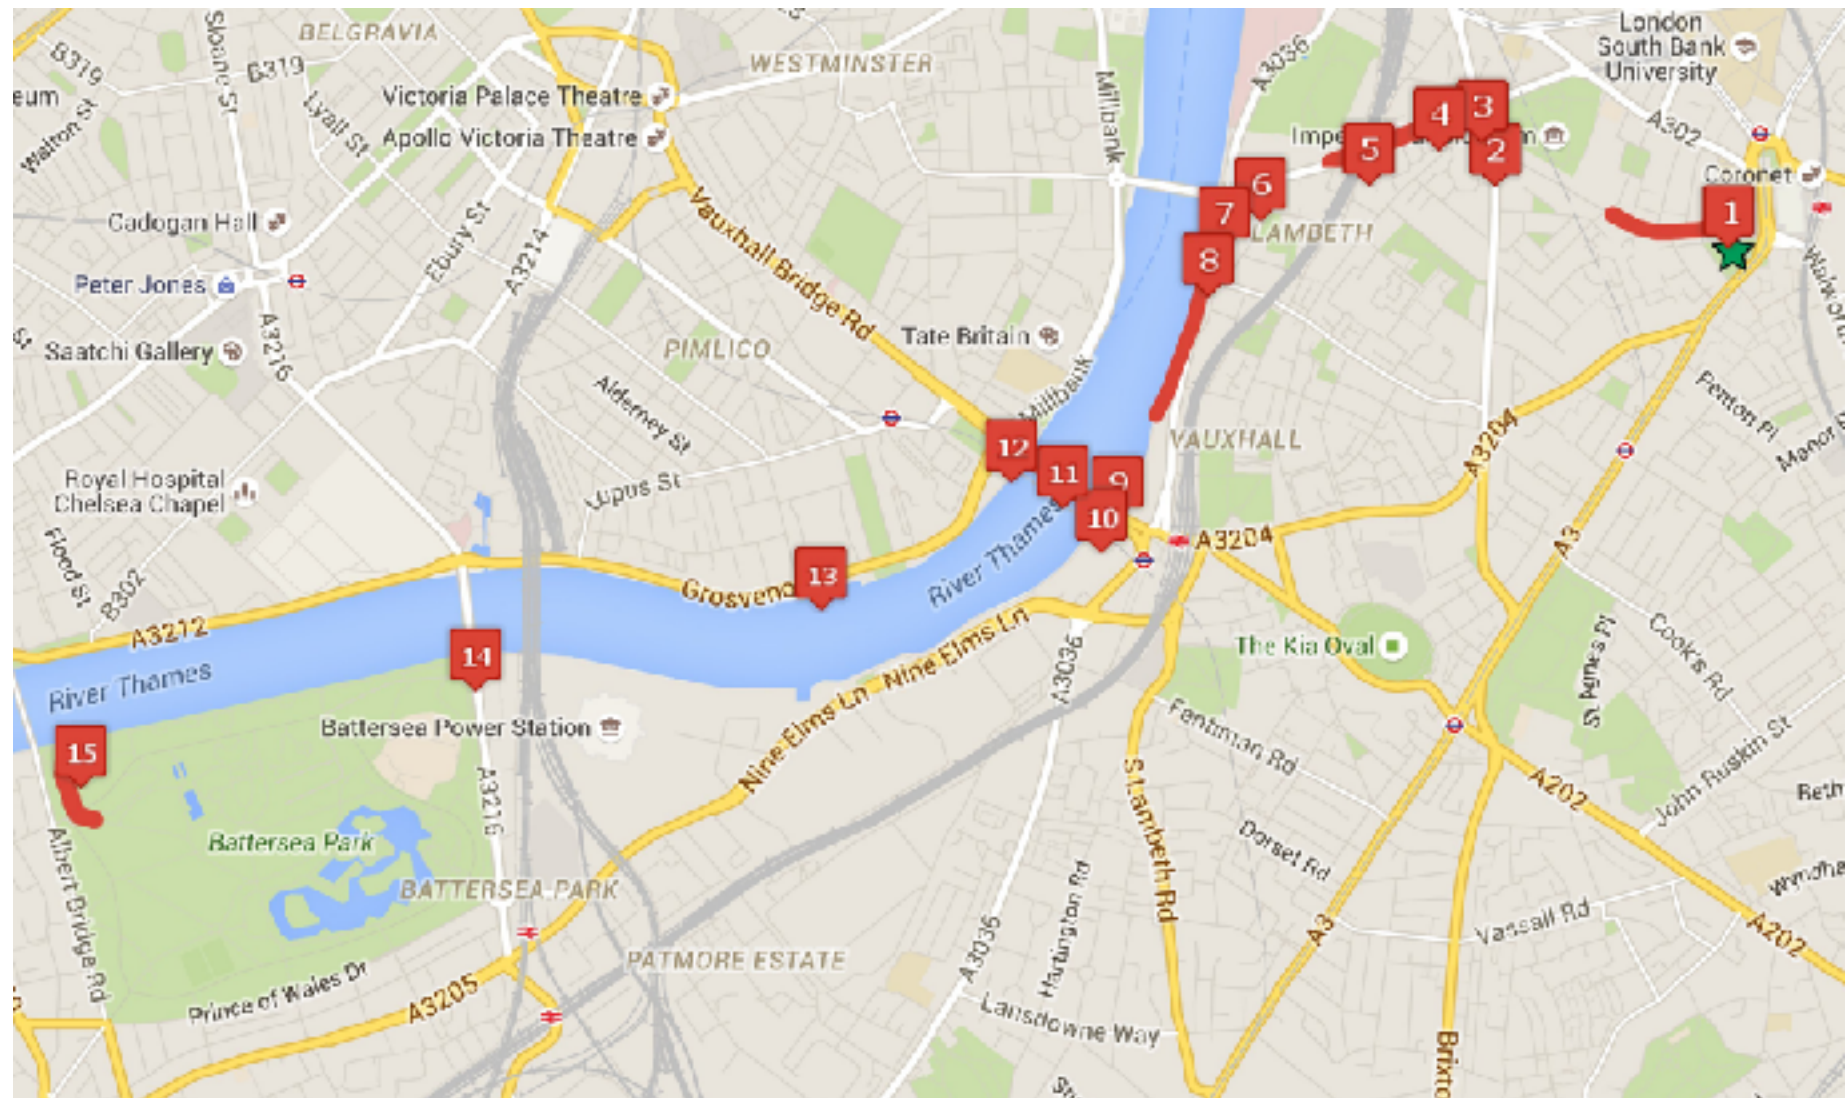 BELGRAVIA
B319
B319
Sloane St
Walton St
Lyall St
Victoria Palace Theatre
Apollo Victoria Theatre
WESTMINSTER
Millbank
A3036
London
South Bank
University
A302
Coronet
eum
3
4
2
5
6
7
8
1
LAMBETH
Cadogan Hall
Ebury St
A3214
Vauxhall Bridge Rd
Peter Jones
A3216
Saatchi Gallery
PIMLICO
Tate Britain
Millbank
Alderney St
Penton Pl
VAUXHALL
A3204
Royal Hospital
Chelsea Chapel
Lupus St
12
11
9
10
A3204
A3
Flood St
B302
River Thames
13
A3212
14
River Thames
Nine Elms Ln
Nine Elms Ln
A3036
The Kia Oval
St Agnes Pl
Cook's Rd
Battersea Power Station
Fentiman Rd
15
A3216
John Ruskin St
A202
S Lambeth Rd
Dorset Rd
Battersea Park
BATTERSEA PARK
Albert Bridge Rd
Hartington Rd
Vassall Rd
A3
A202
PATMORE ESTATE
A3036
Prince of Wales Dr
A3205
Lansdowne Way